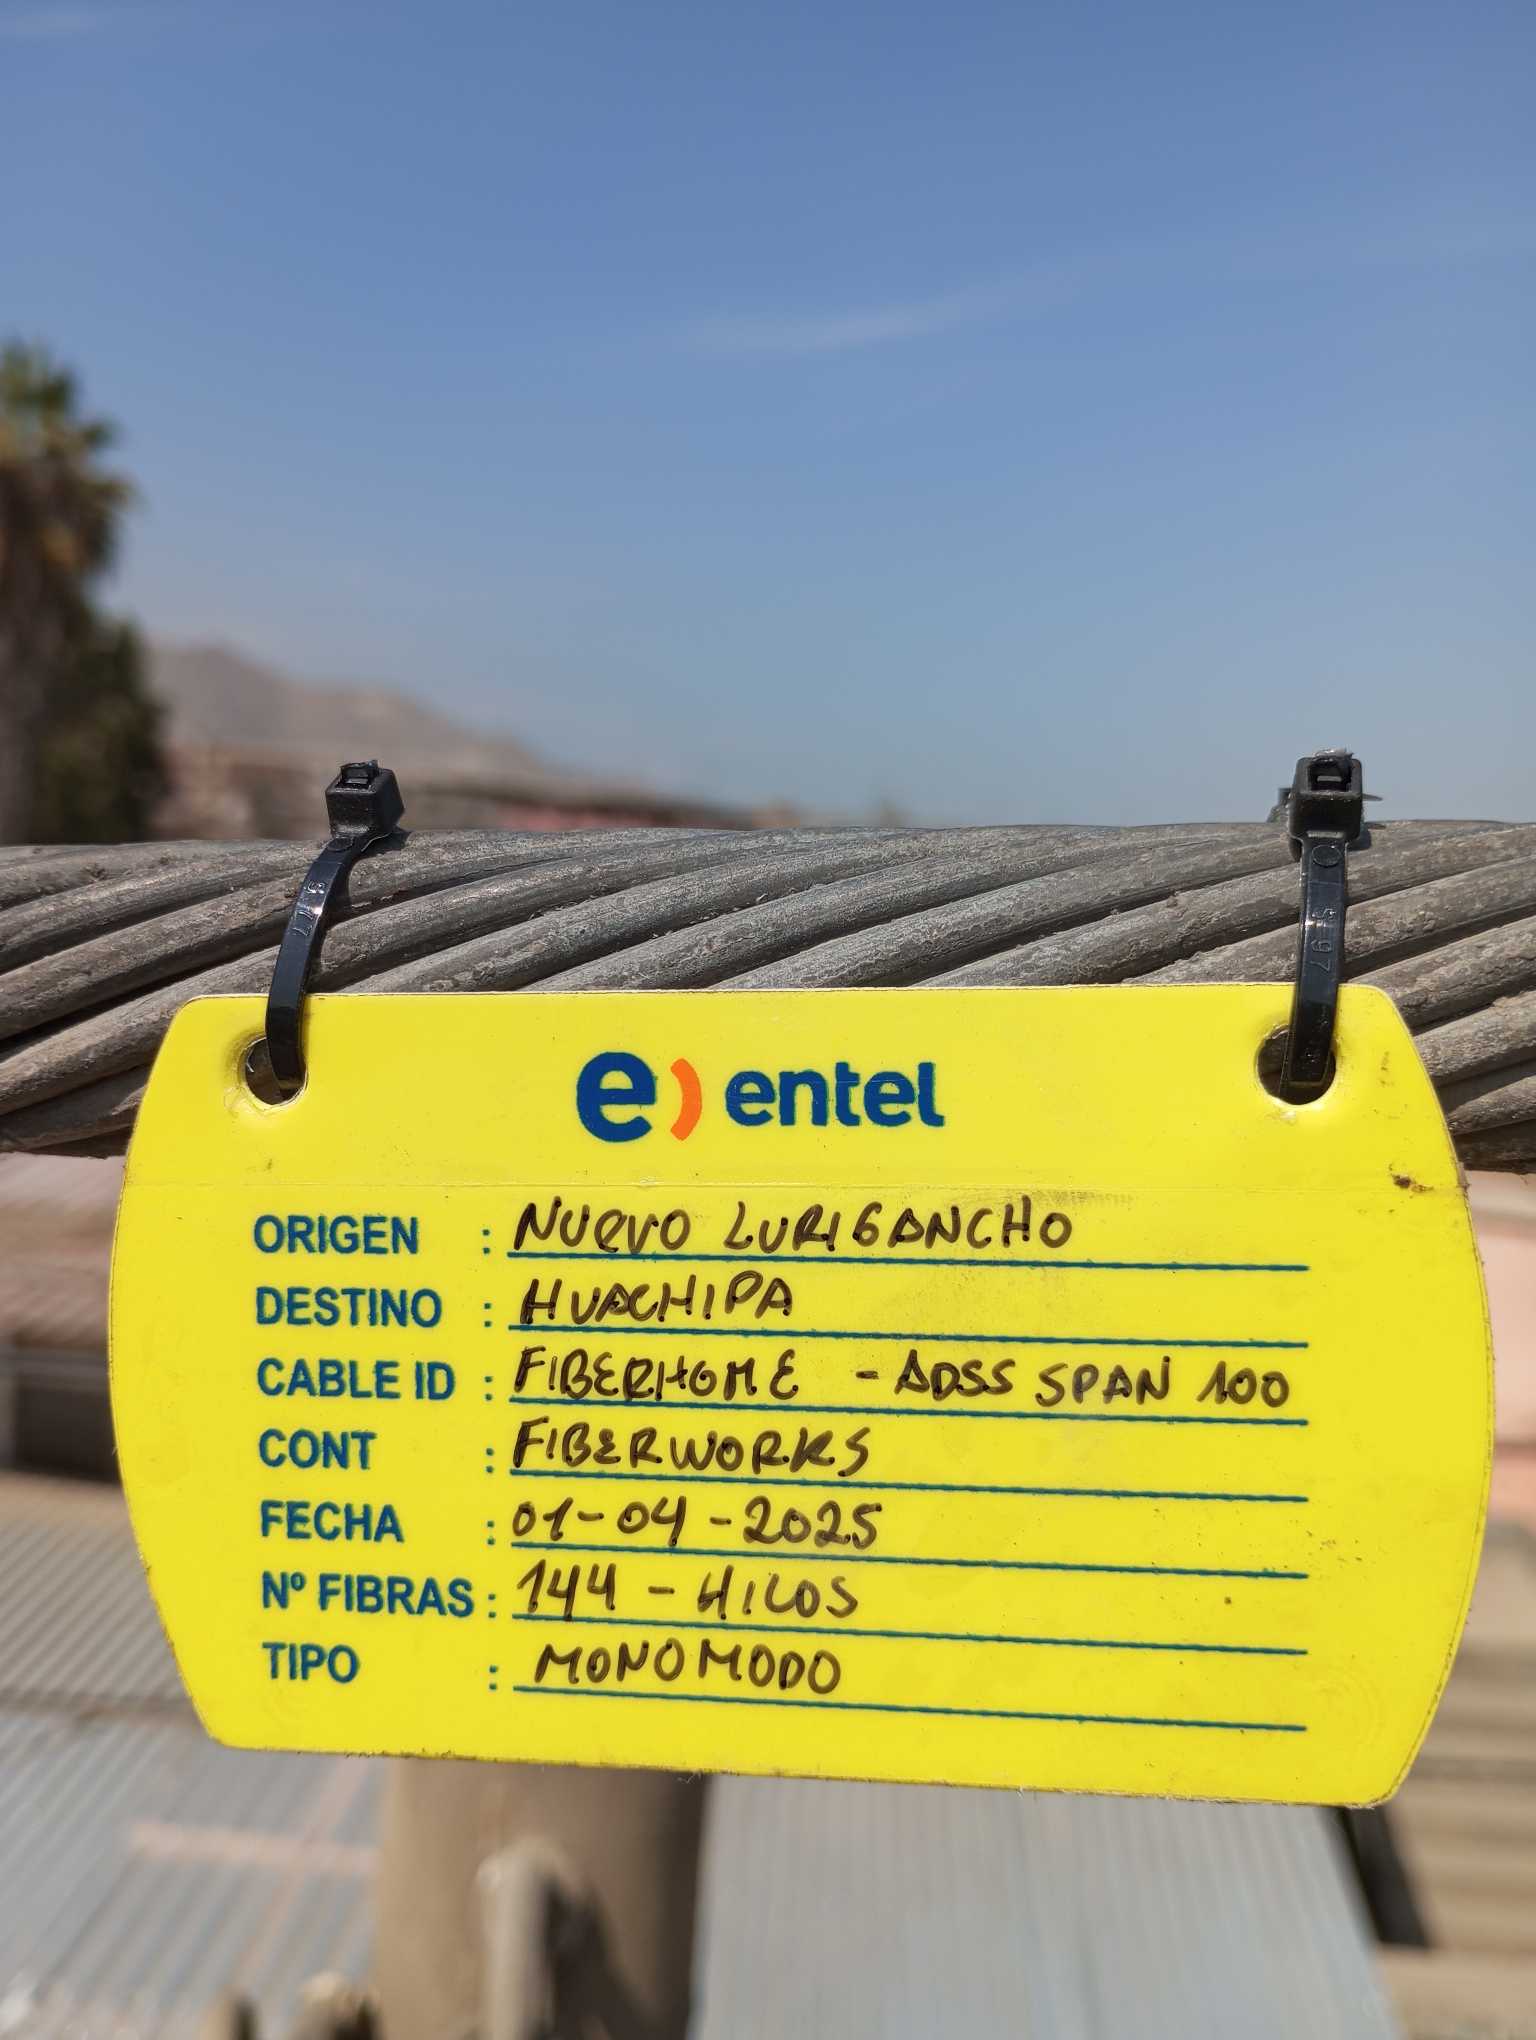 e) entel
ORIGEN : NUEVO LURIGANCHO
DESTINO : HUACHIPA
CABLE ID : FIBERHOME - ADSS SPAN 100
CONT : FIBERWORKS
FECHA : 01-04-2025
Nº FIBRAS : 144 - HILOS
TIPO : MONOMODO